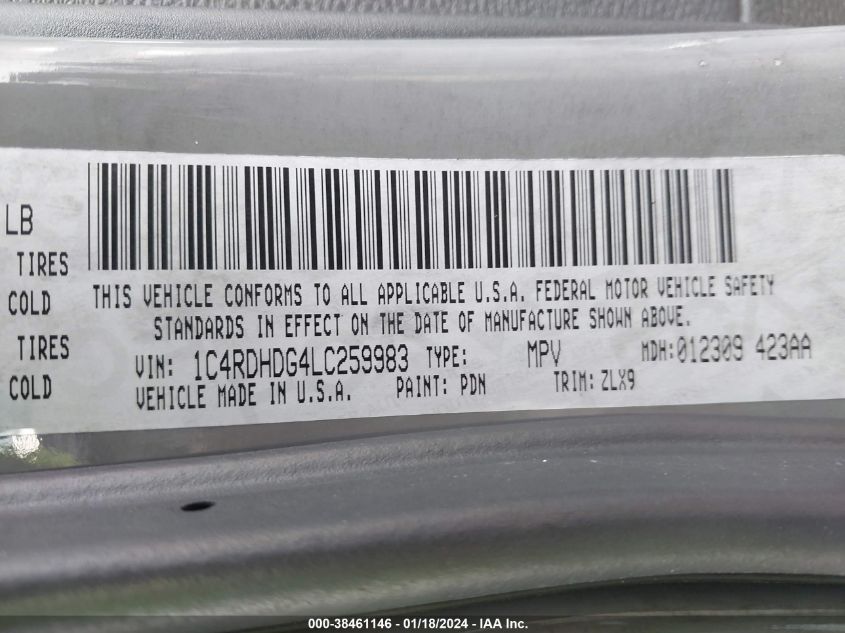 LB
TIRES
COLD
TIRES
COLD
THIS VEHICLE CONFORMS TO ALL APPLICABLE U.S.A. FEDERAL MOTOR VEHICLE SAFETY
STANDARDS IN EFFECT ON THE DATE OF MANUFACTURE SHOWN ABOVE.
VIN: 1C4RDHDG4LC259983 TYPE: MPV MDH:012309 423AA
VEHICLE MADE IN U.S.A. PAINT: PDN TRIM: ZLX9
000-38461146 - 01/18/2024 - IAA Inc.